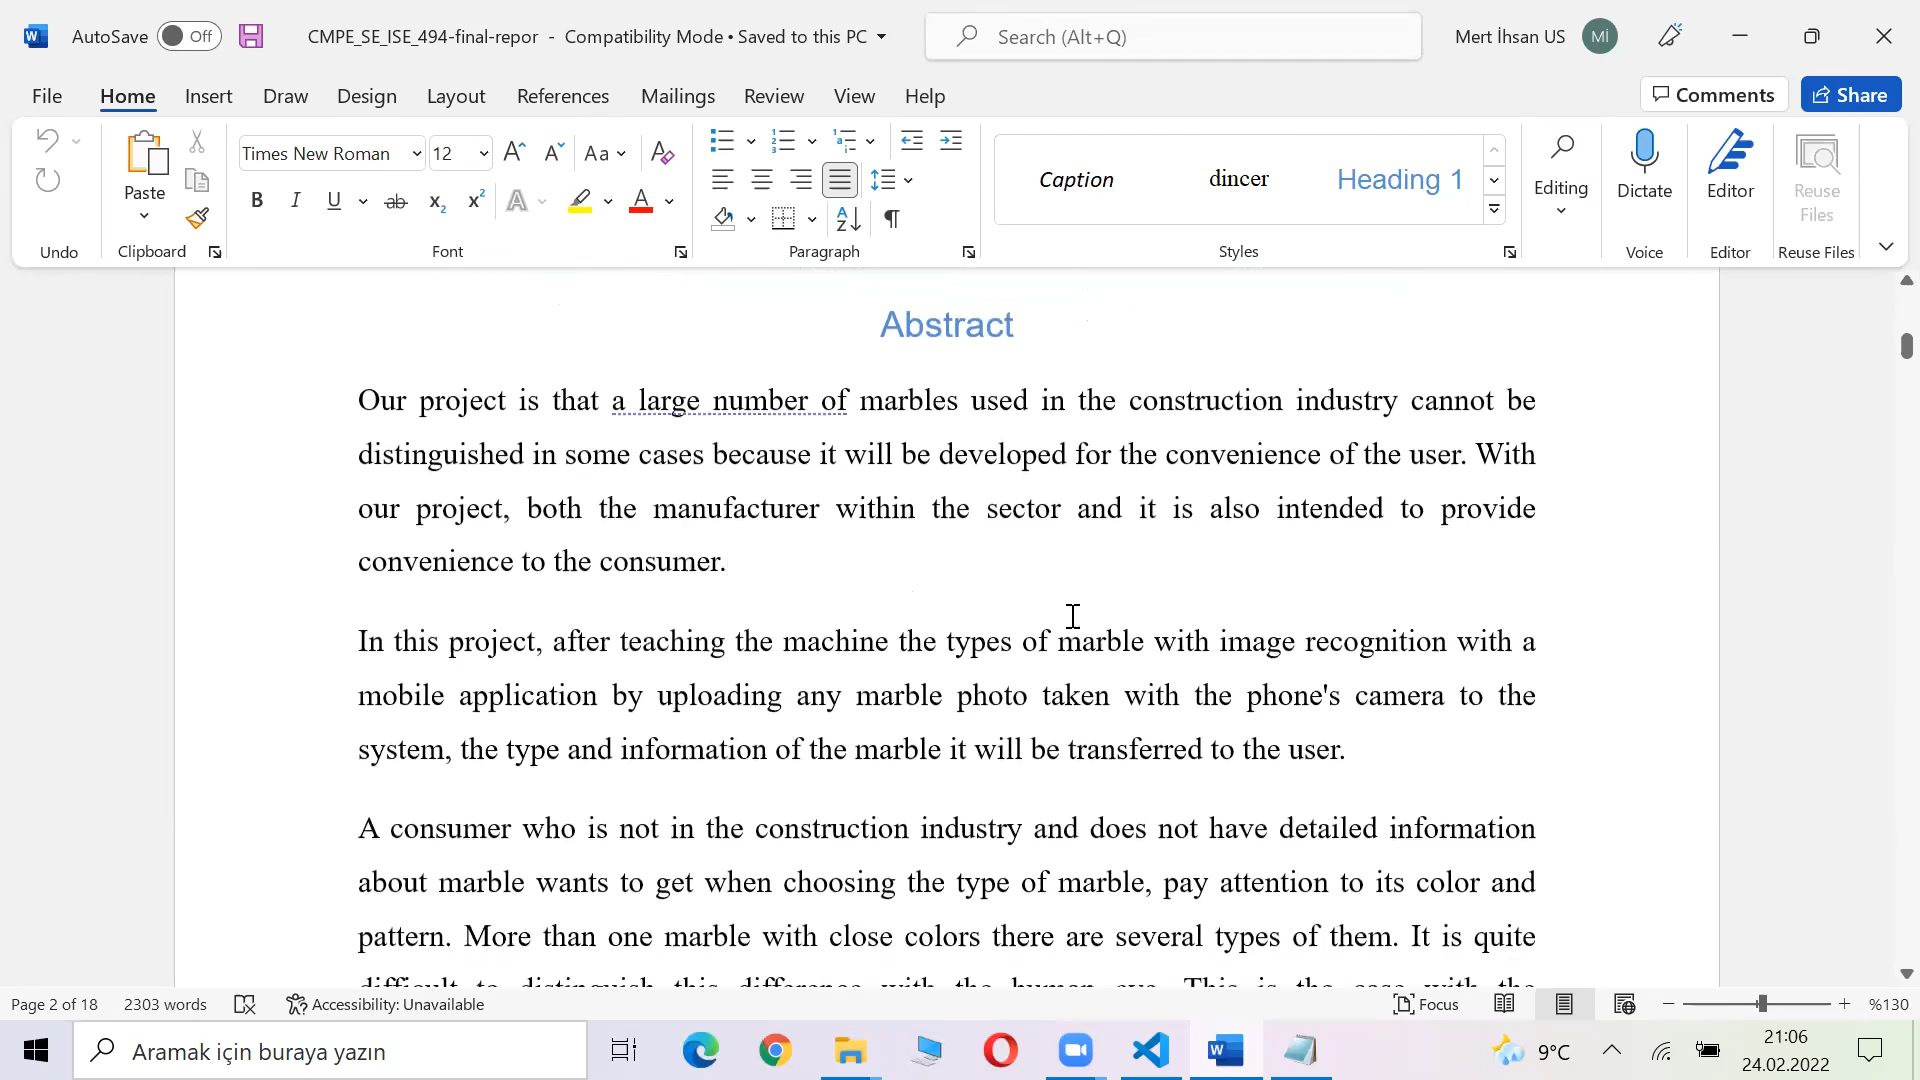 AutoSave Off CMPE_SE_ISE_494-final-repor - Compatibility Mode • Saved to this PC Search (Alt+Q) Mert İhsan US Mİ
File Home Insert Draw Design Layout References Mailings Review View Help Comments Share
Times New Roman 12 Aa
Paste
B I U ab x₂ x² A A
Caption dincer Heading 1
Editing Dictate Editor Reuse Files
Undo Clipboard Font Paragraph Styles Voice Editor Reuse Files
Abstract
Our project is that a large number of marbles used in the construction industry cannot be
distinguished in some cases because it will be developed for the convenience of the user. With
our project, both the manufacturer within the sector and it is also intended to provide
convenience to the consumer.
In this project, after teaching the machine the types of marble with image recognition with a
mobile application by uploading any marble photo taken with the phone's camera to the
system, the type and information of the marble it will be transferred to the user.
A consumer who is not in the construction industry and does not have detailed information
about marble wants to get when choosing the type of marble, pay attention to its color and
pattern. More than one marble with close colors there are several types of them. It is quite
difficult to distinguish this difference with the human eye. This is the case with the
Page 2 of 18 2303 words Accessibility: Unavailable Focus %130
Aramak için buraya yazın 9°C 21:06
24.02.2022